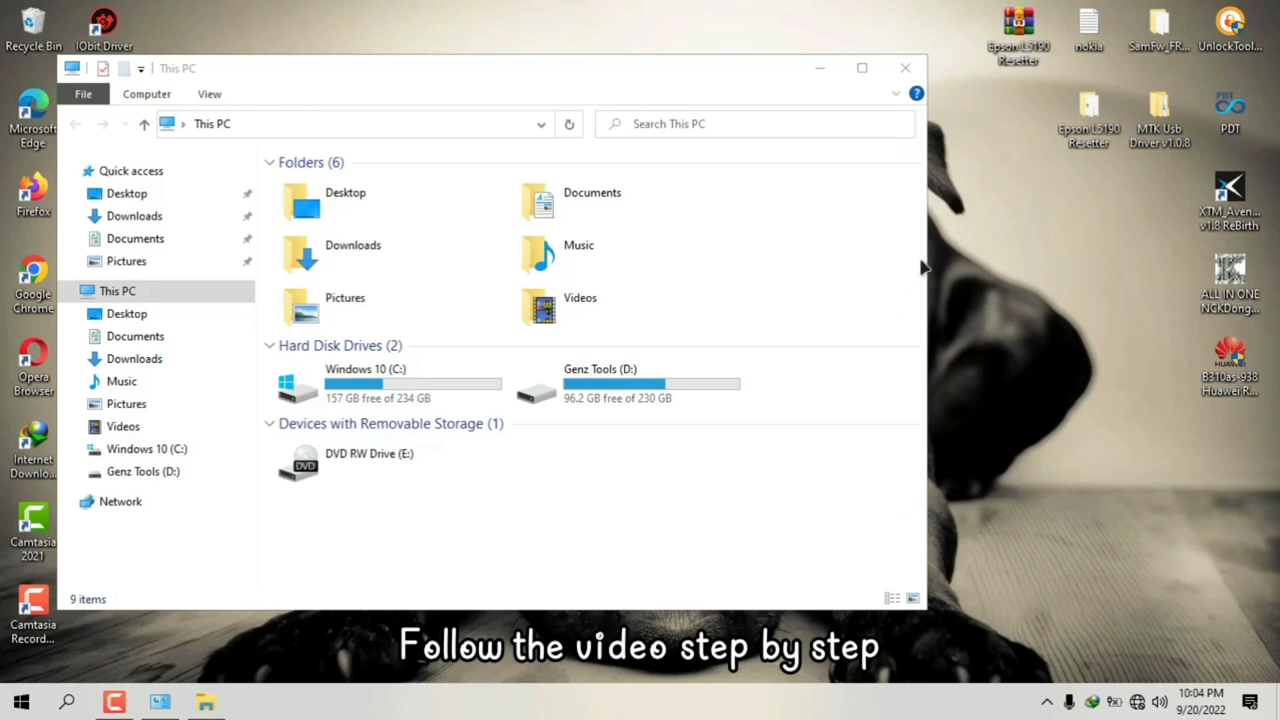 Recycle Bin
IObit Driver
Epson L5190
Resetter
nokia
SamFw_FR...
UnlockTool...
This PC
File
Computer
View
This PC
Search This PC
Microsoft
Edge
Firefox
Google
Chrome
Opera
Browser
Internet
Downlo...
Camtasia
2021
Camtasia
Record...
Quick access
Desktop
Downloads
Documents
Pictures
This PC
Desktop
Documents
Downloads
Music
Pictures
Videos
Windows 10 (C:)
Genz Tools (D:)
Network
Folders (6)
Desktop
Documents
Downloads
Music
Pictures
Videos
Hard Disk Drives (2)
Windows 10 (C:)
157 GB free of 234 GB
Genz Tools (D:)
96.2 GB free of 230 GB
Devices with Removable Storage (1)
DVD
DVD RW Drive (E:)
9 items
Epson L5190
Resetter
MTK Usb
Driver v1.0.8
PDT
XTM_Aven...
v1.8 ReBirth
ALL IN ONE
NCKDong...
B310as-938
Huawei R...
Follow the video step by step
10:04 PM
9/20/2022